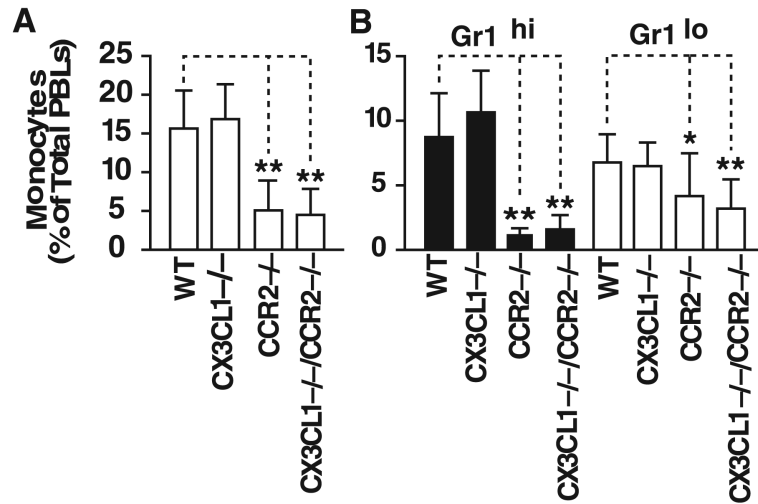 A
Monocytes
(% of Total PBLs)
25
20
15
10
5
0
** **
WT
CX3CL1–/–
CCR2–/–
CX3CL1–/–/CCR2–/–
B
Gr1 hi
Gr1 lo
15
10
5
0
** ** * **
WT
CX3CL1–/–
CCR2–/–
CX3CL1–/–/CCR2–/–
WT
CX3CL1–/–
CCR2–/–
CX3CL1–/–/CCR2–/–